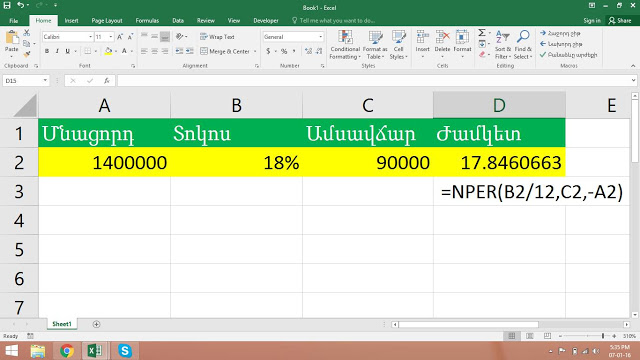 Book1 - Excel
File Home Insert Page Layout Formulas Data Review View Developer Tell me what you want to do... Sign in Share
Paste Calibri 11 Wrap Text General Conditional Formatting Format as Table Cell Styles Insert Delete Format Sort & Filter Find & Select
Merge & Center
Clipboard Font Alignment Number Styles Cells Editing Macros
D15 fx
A B C D E
1 Մնացորդ Տոկոս Ամսավճար Ժամկետ
2 1400000 18% 90000 17.8460663
3 =NPER(B2/12,C2,-A2)
4
5
6
7
Sheet1
Ready 310%
5:35 PM
07-01-16